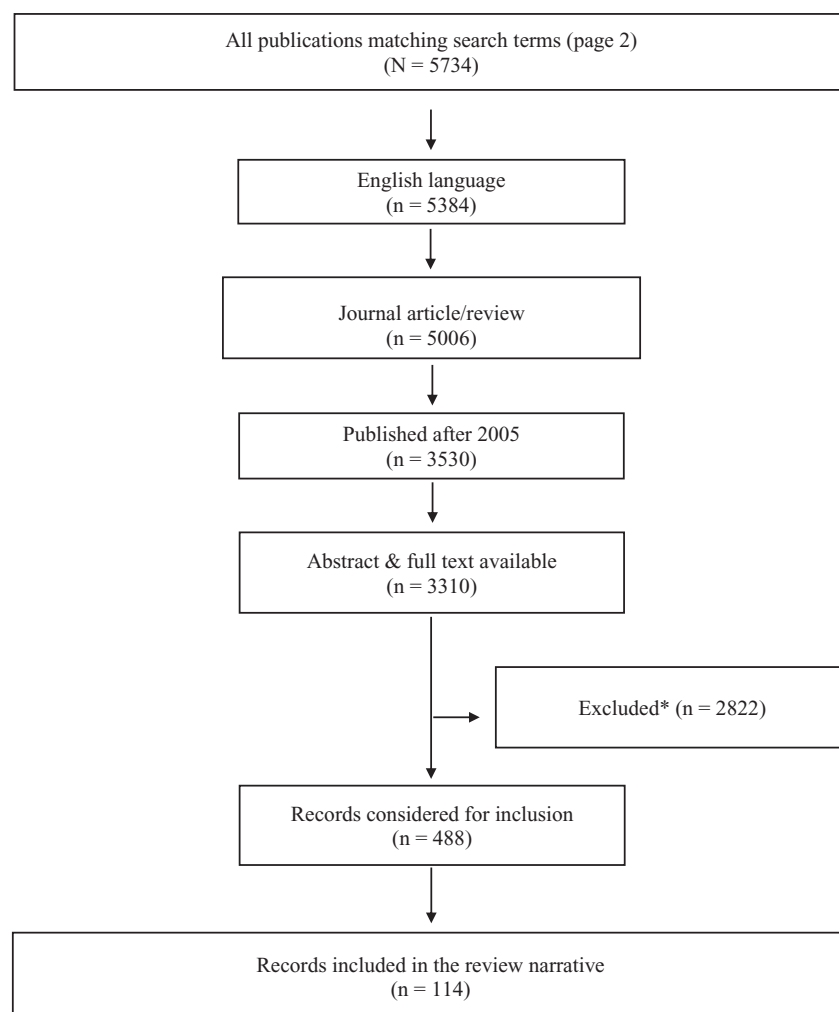 All publications matching search terms (page 2)
(N = 5734)
English language
(n = 5384)
Journal article/review
(n = 5006)
Published after 2005
(n = 3530)
Abstract & full text available
(n = 3310)
Excluded* (n = 2822)
Records considered for inclusion
(n = 488)
Records included in the review narrative
(n = 114)